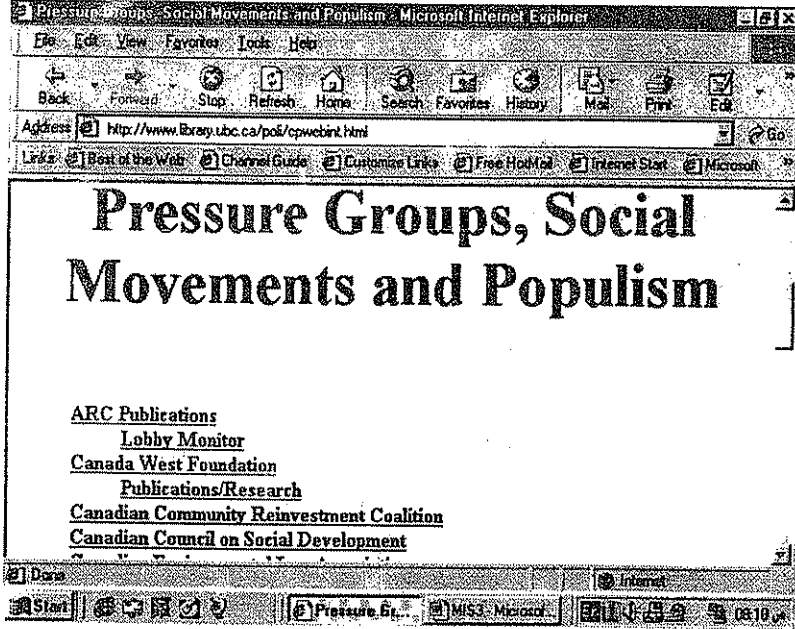 Pressure Groups, Social Movements and Populism - Microsoft Internet Explorer
File Edit View Favorites Tools Help
Back Forward Stop Refresh Home Search Favorites History Mail Print Edit
Address http://www.library.ubc.ca/poli/cpwebint.html Go
Links Best of the Web Channel Guide Customize Links Free HotMail Internet Start Microsoft
Pressure Groups, Social
Movements and Populism
ARC Publications
Lobby Monitor
Canada West Foundation
Publications/Research
Canadian Community Reinvestment Coalition
Canadian Council on Social Development
Done Internet
Start Pressure Gr... MIS3 - Microsof... 08:10